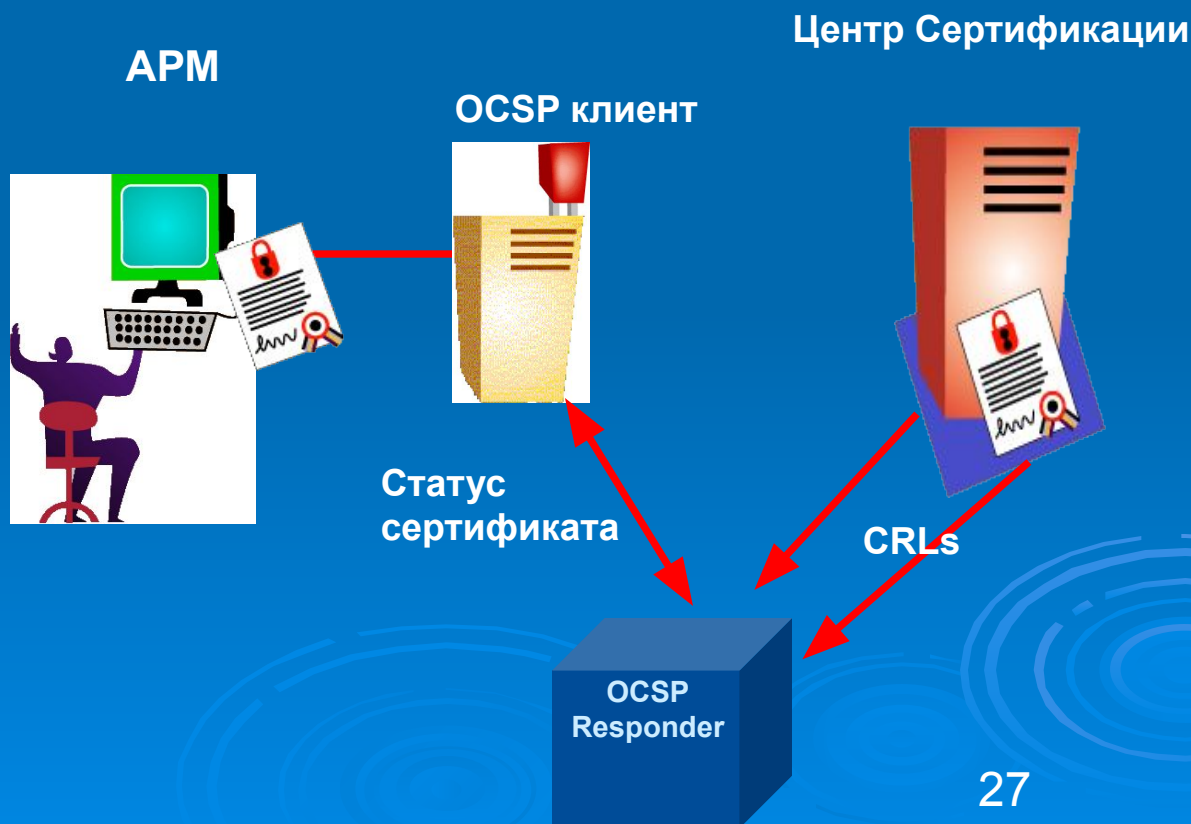 Центр Сертификации
АРМ
OCSP клиент
Статус
сертификата
CRLs
OCSP
Responder
27